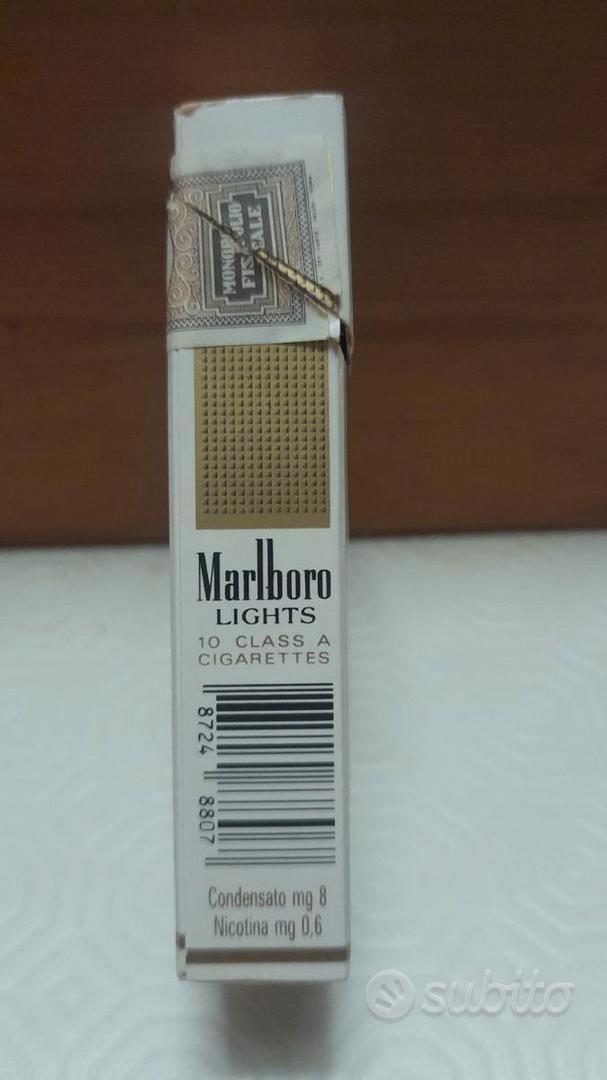 MONOPOLIO
FISCALE
Marlboro
LIGHTS
10 CLASS A
CIGARETTES
8724
8807
Condensato mg 8
Nicotina mg 0,6
subito